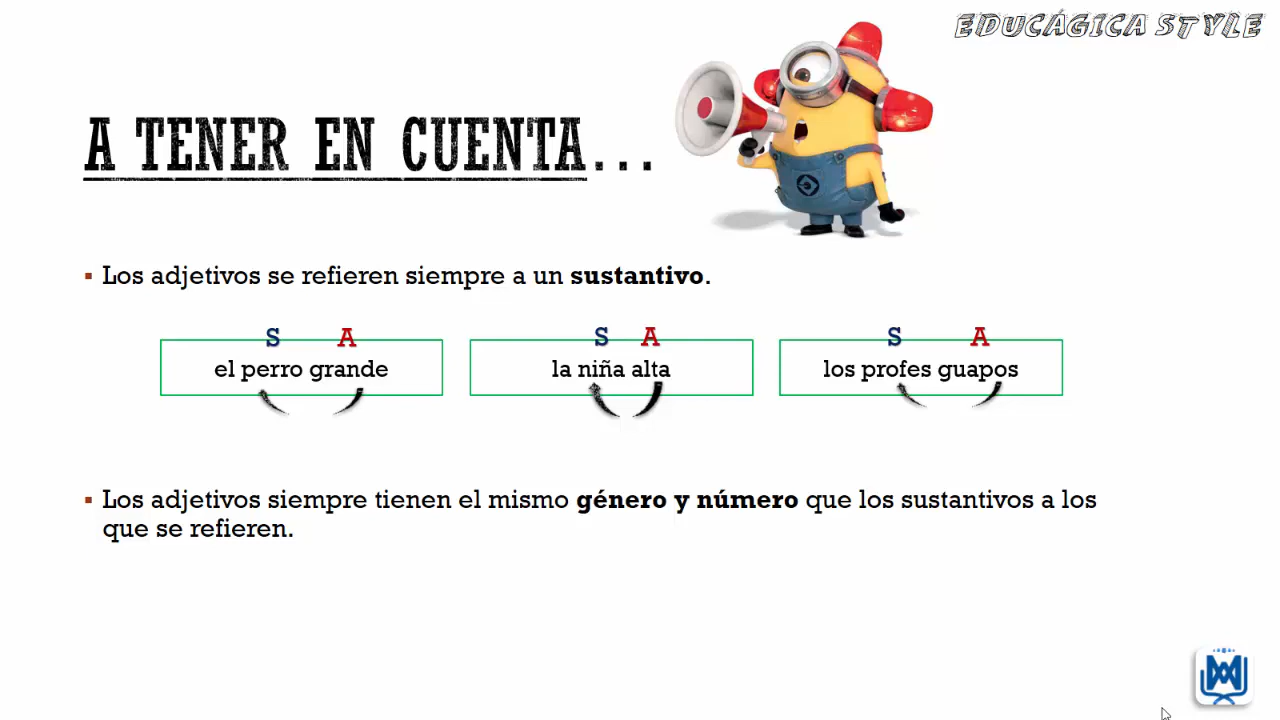 EDUCÁGICA STYLE
A TENER EN CUENTA...
▪ Los adjetivos se refieren siempre a un sustantivo.
S A S A S A
el perro grande la niña alta los profes guapos
▪ Los adjetivos siempre tienen el mismo género y número que los sustantivos a los
que se refieren.